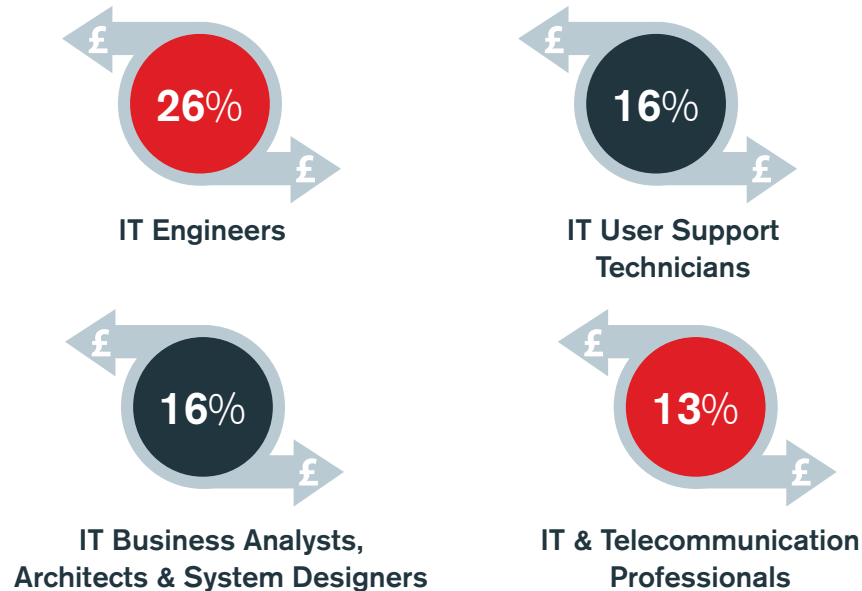 £
26%
£
IT Engineers
£
16%
£
IT User Support
Technicians
£
16%
£
IT Business Analysts,
Architects & System Designers
£
13%
£
IT & Telecommunication
Professionals